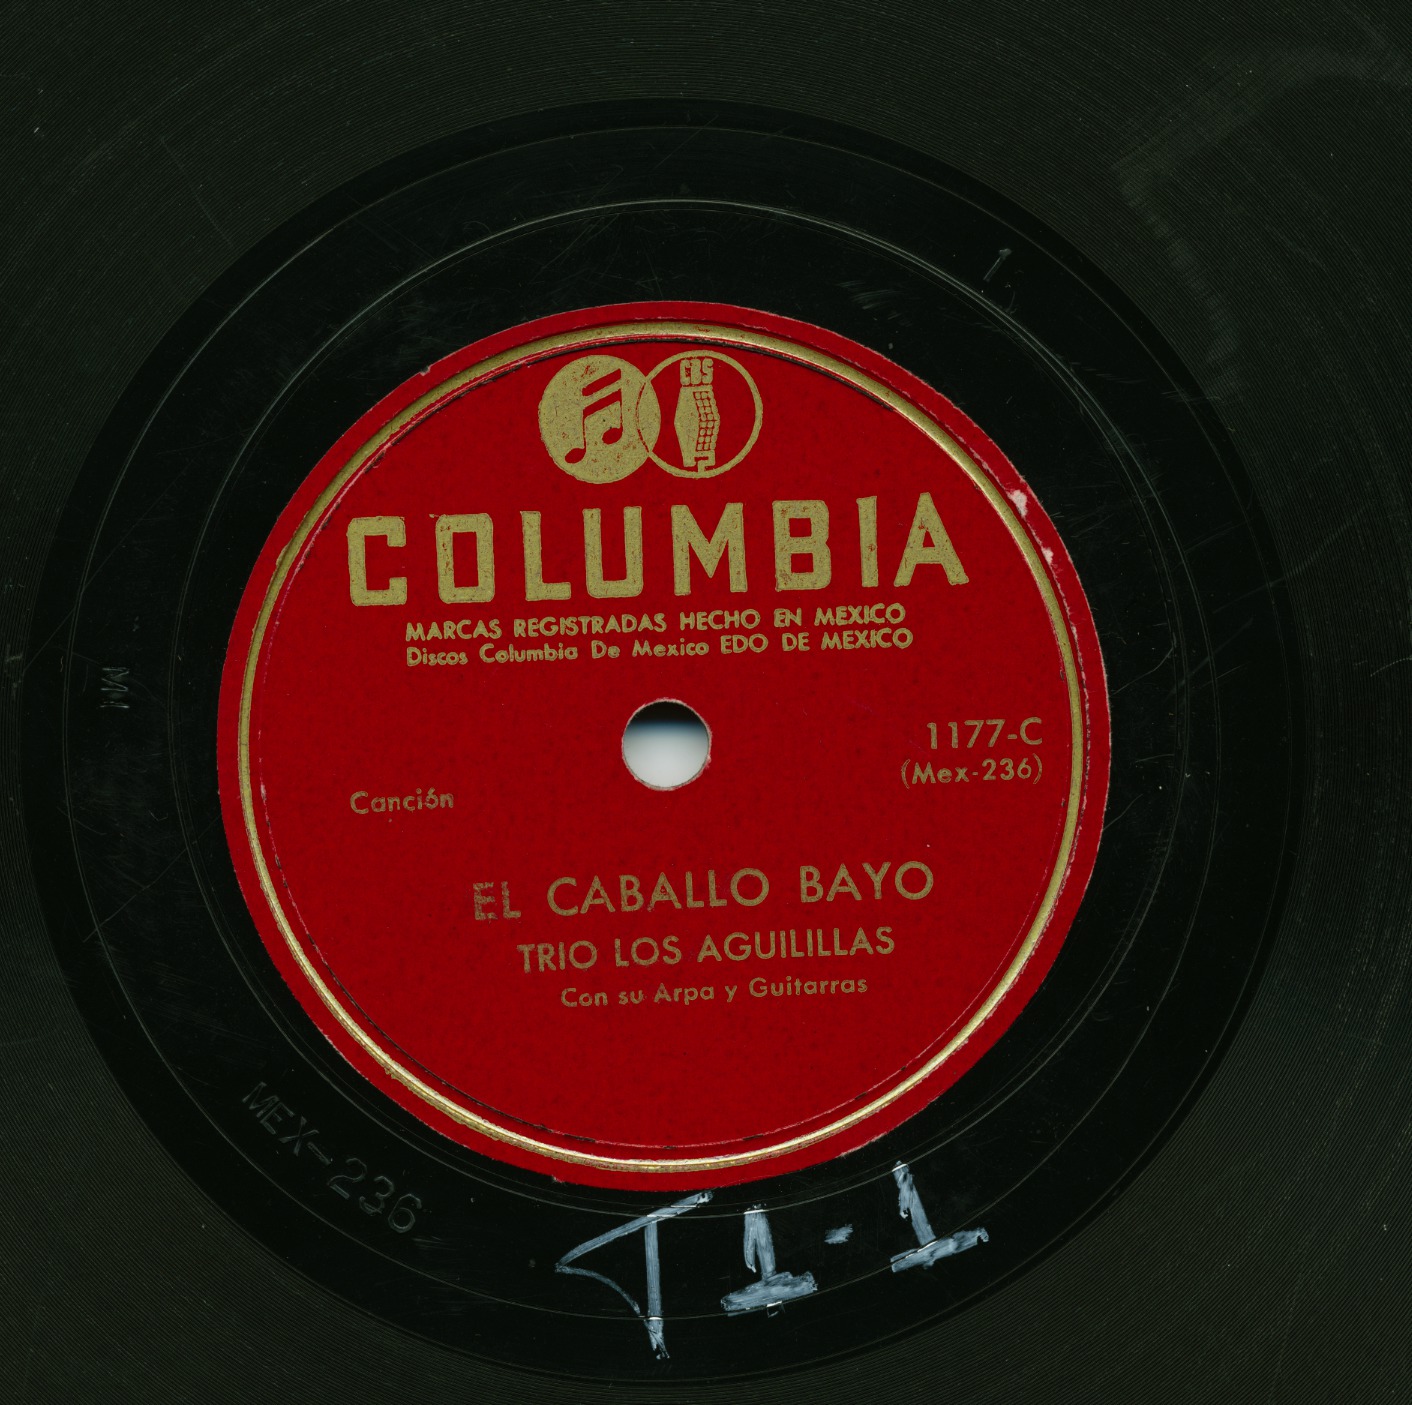 CBS
COLUMBIA
MARCAS REGISTRADAS HECHO EN MEXICO
Discos Columbia De Mexico EDO DE MEXICO
1177-C
(Mex-236)
Canción
EL CABALLO BAYO
TRIO LOS AGUILILLAS
Con su Arpa y Guitarras
MEX-236
1-1